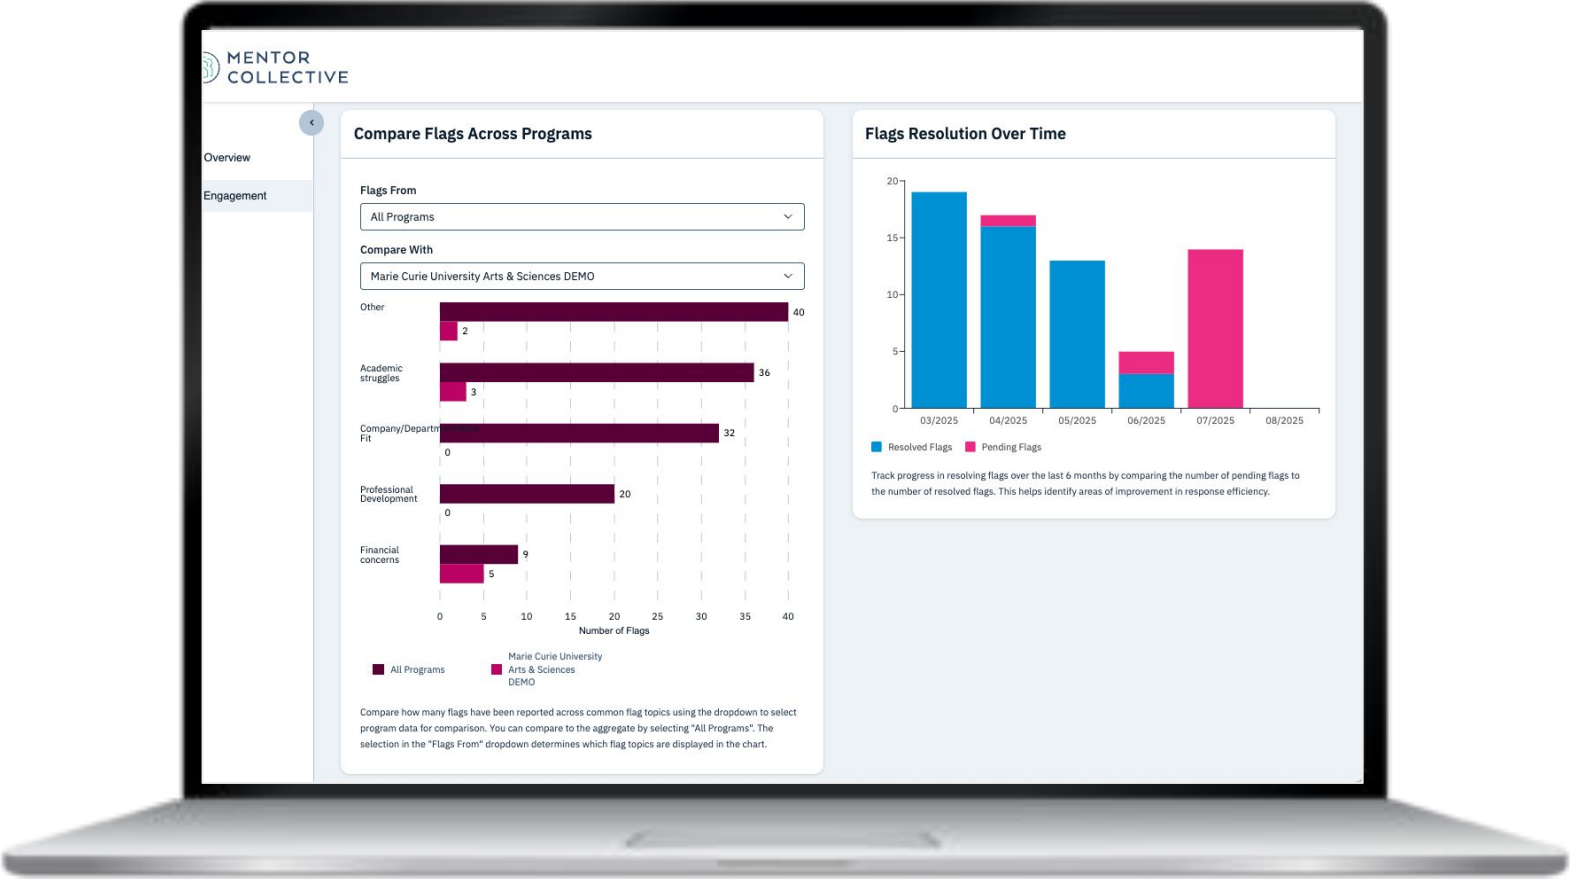 MENTOR
COLLECTIVE
Overview
Engagement
Compare Flags Across Programs
Flags From
All Programs
Compare With
Marie Curie University Arts & Sciences DEMO
Other
40
2
Academic
struggles
36
3
Fit
32
0
Professional
Development
20
0
Financial
concerns
9
5
0 5 10 15 20 25 30 35 40
Number of Flags
All Programs
Marie Curie University
Arts & Sciences
DEMO
Compare how many flags have been reported across common flag topics using the dropdown to select
program data for comparison. You can compare to the aggregate by selecting "All Programs". The
selection in the "Flags From" dropdown determines which flag topics are displayed in the chart.
Flags Resolution Over Time
20
15
10
5
0
03/2025 04/2025 05/2025 06/2025 07/2025 08/2025
Resolved Flags Pending Flags
Track progress in resolving flags over the last 6 months by comparing the number of pending flags to
the number of resolved flags. This helps identify areas of improvement in response efficiency.